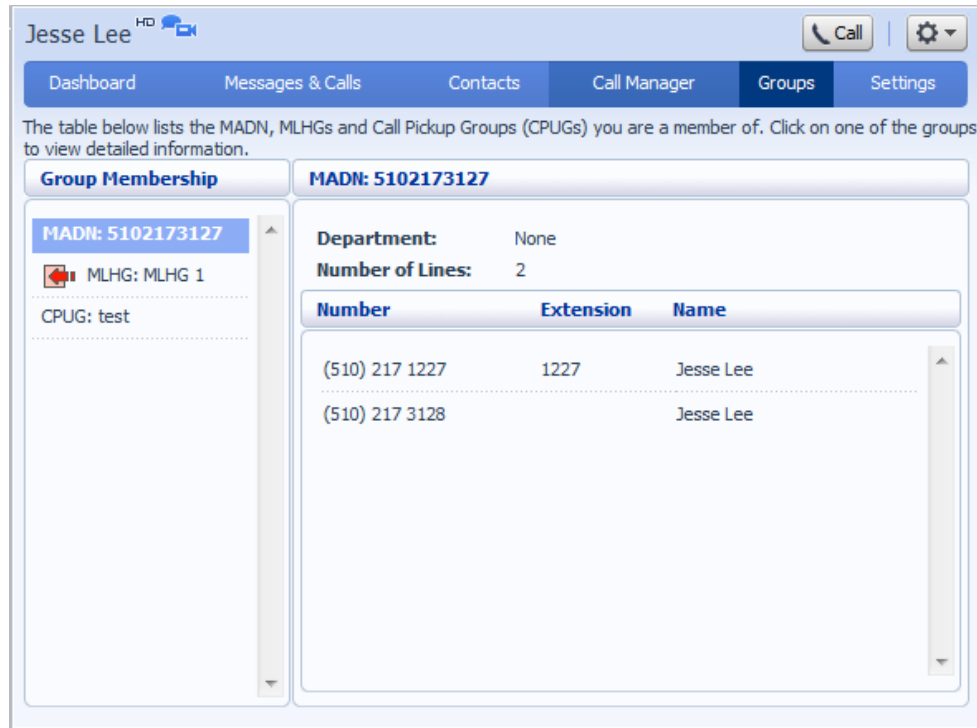 Jesse Lee HD
Call
Dashboard Messages & Calls Contacts Call Manager Groups Settings
The table below lists the MADN, MLHGs and Call Pickup Groups (CPUGs) you are a member of. Click on one of the groups
to view detailed information.
Group Membership
MADN: 5102173127
MLHG: MLHG 1
CPUG: test
MADN: 5102173127
Department: None
Number of Lines: 2
Number Extension Name
(510) 217 1227 1227 Jesse Lee
(510) 217 3128 Jesse Lee